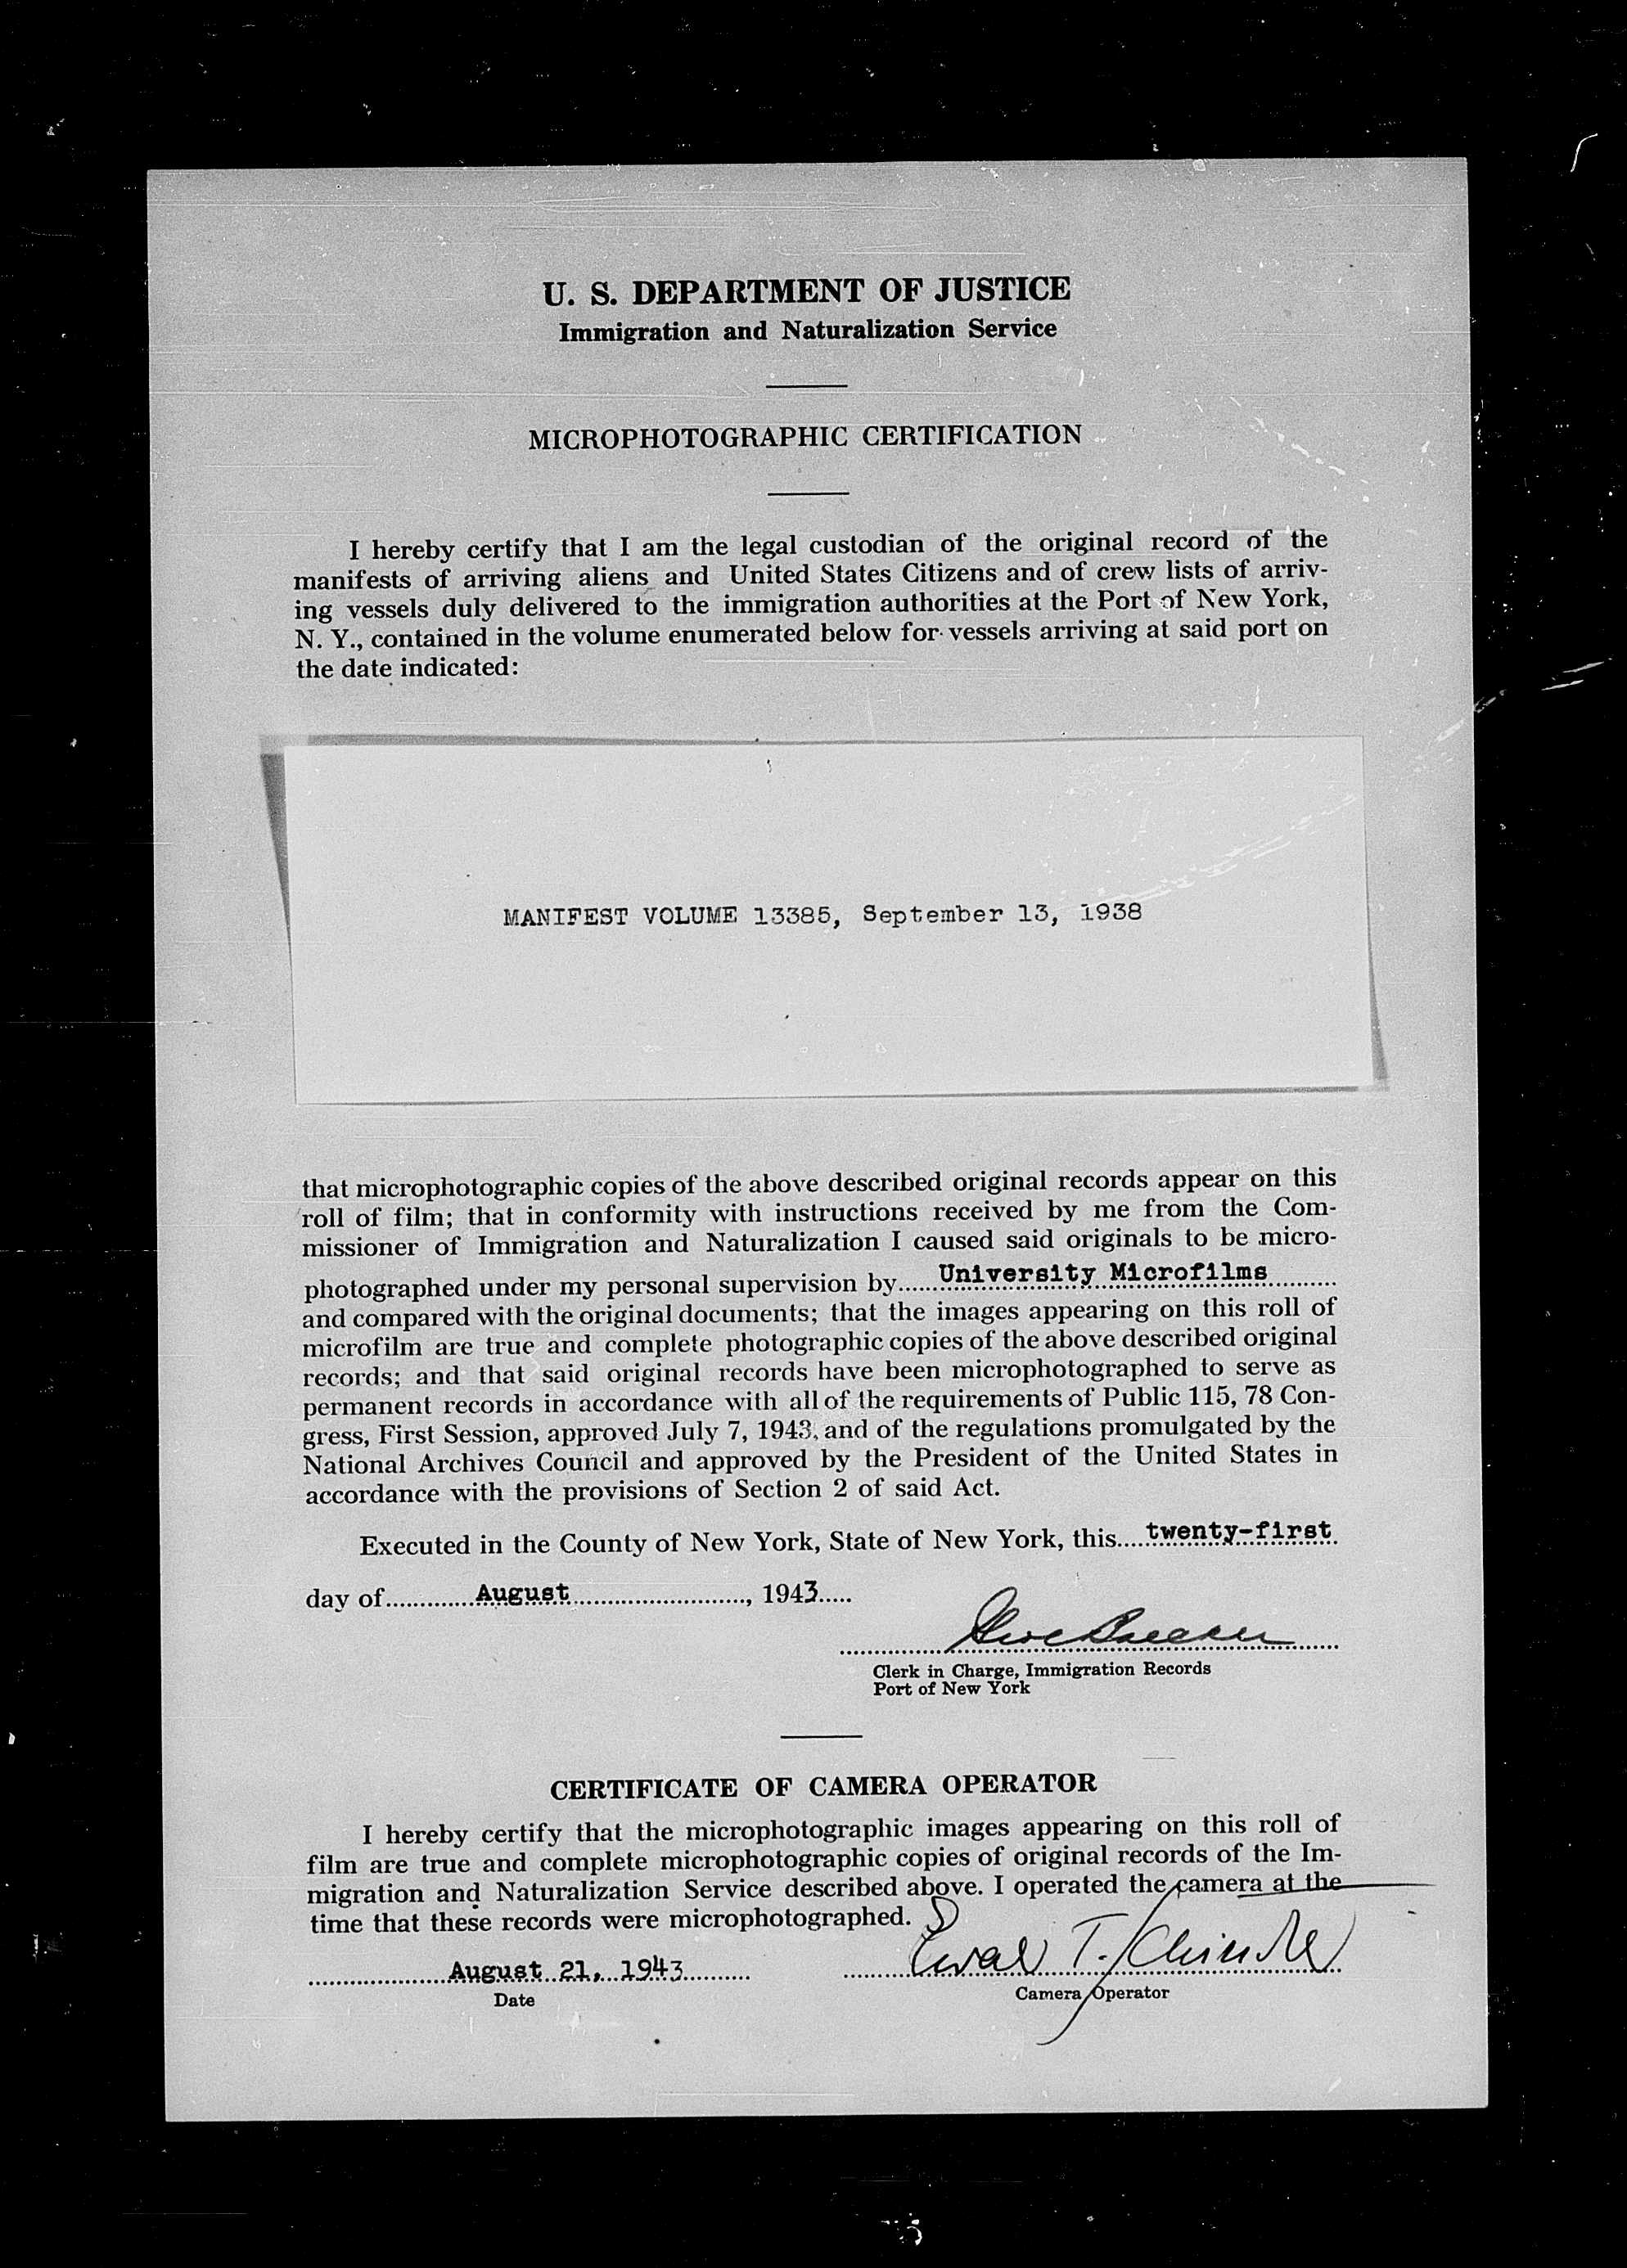 U. S. DEPARTMENT OF JUSTICE
Immigration and Naturalization Service
MICROPHOTOGRAPHIC CERTIFICATION
I hereby certify that I am the legal custodian of the original record of the
manifests of arriving aliens and United States Citizens and of crew lists of arriv-
ing vessels duly delivered to the immigration authorities at the Port of New York,
N. Y., contained in the volume enumerated below for vessels arriving at said port on
the date indicated:
MANIFEST VOLUME 13385, September 13, 1938
that microphotographic copies of the above described original records appear on this
roll of film; that in conformity with instructions received by me from the Com-
missioner of Immigration and Naturalization I caused said originals to be micro-
photographed under my personal supervision by.....University Microfilms..........
and compared with the original documents; that the images appearing on this roll of
microfilm are true and complete photographic copies of the above described original
records; and that said original records have been microphotographed to serve as
permanent records in accordance with all of the requirements of Public 115, 78 Con-
gress, First Session, approved July 7, 1943, and of the regulations promulgated by the
National Archives Council and approved by the President of the United States in
accordance with the provisions of Section 2 of said Act.
Executed in the County of New York, State of New York, this....twenty-first
day of.............August.........................., 1943.....
Clerk in Charge, Immigration Records
Port of New York
CERTIFICATE OF CAMERA OPERATOR
I hereby certify that the microphotographic images appearing on this roll of
film are true and complete microphotographic copies of original records of the Im-
migration and Naturalization Service described above. I operated the camera at the
time that these records were microphotographed.
August 21, 1943
T.
Date
Camera Operator